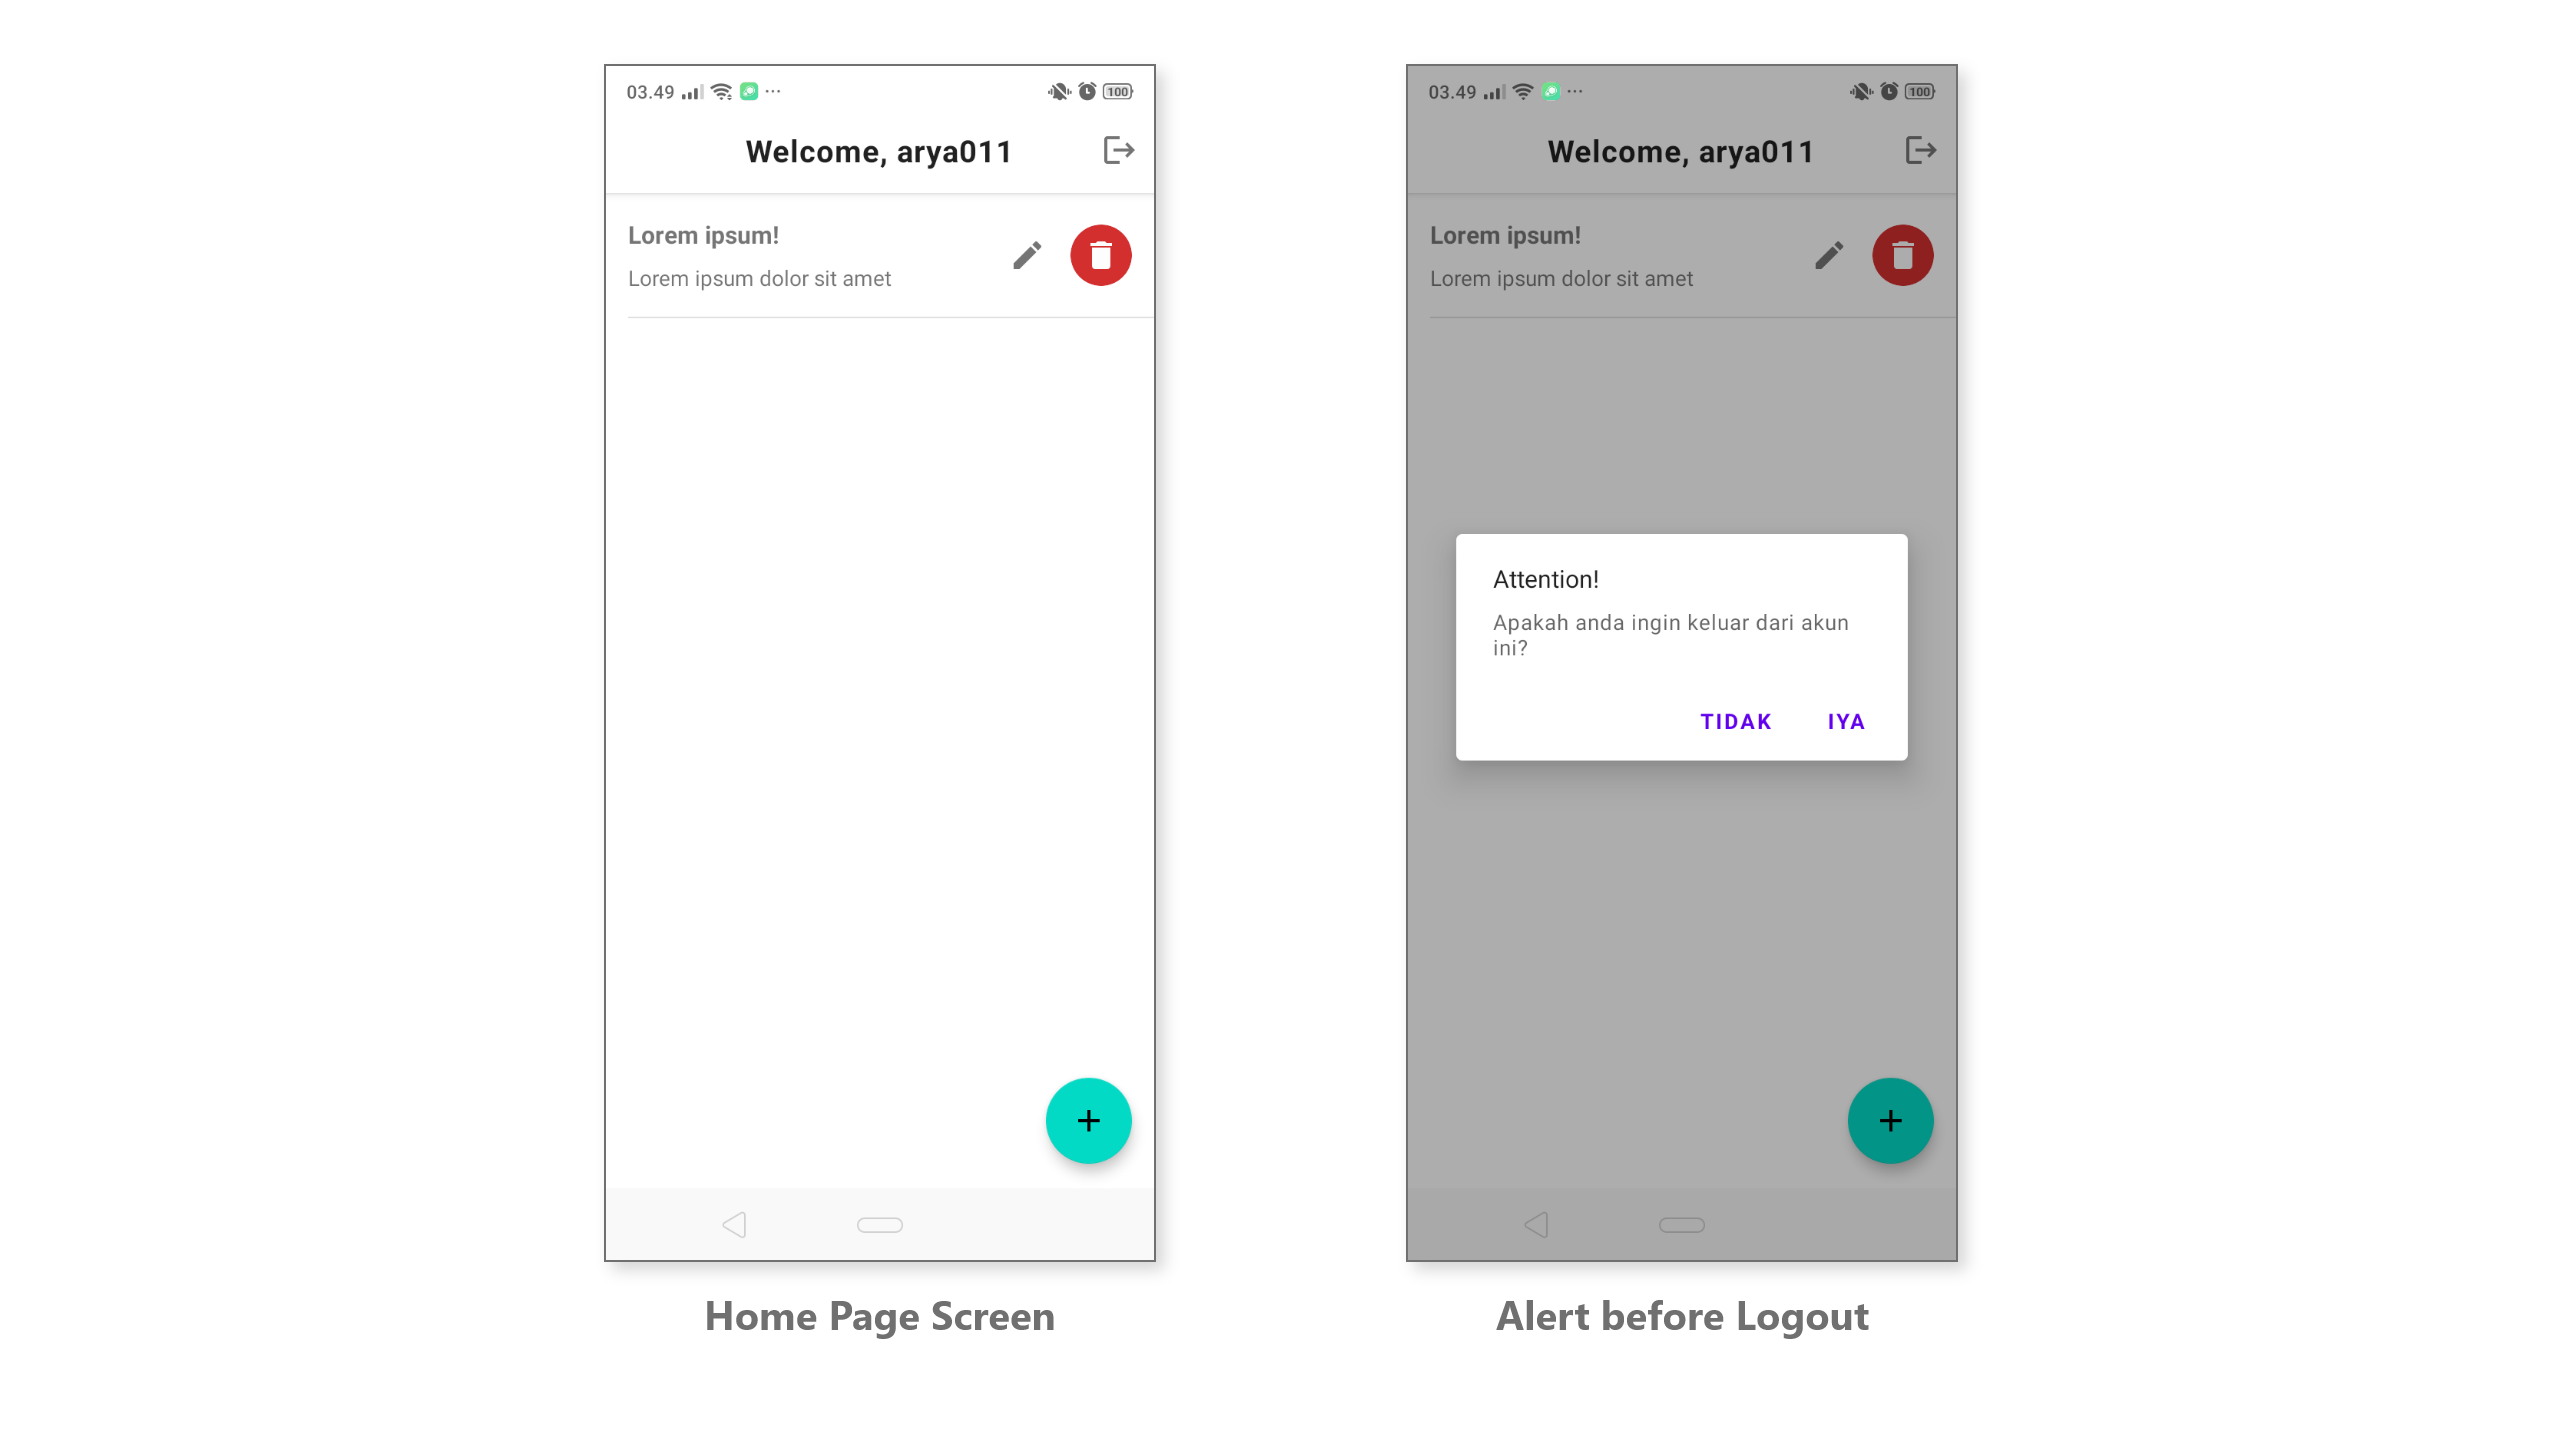 03.49
100
Welcome, arya011
Lorem ipsum!
Lorem ipsum dolor sit amet
Home Page Screen
03.49
100
Welcome, arya011
Lorem ipsum!
Lorem ipsum dolor sit amet
Attention!
Apakah anda ingin keluar dari akun
ini?
TIDAK IYA
Alert before Logout